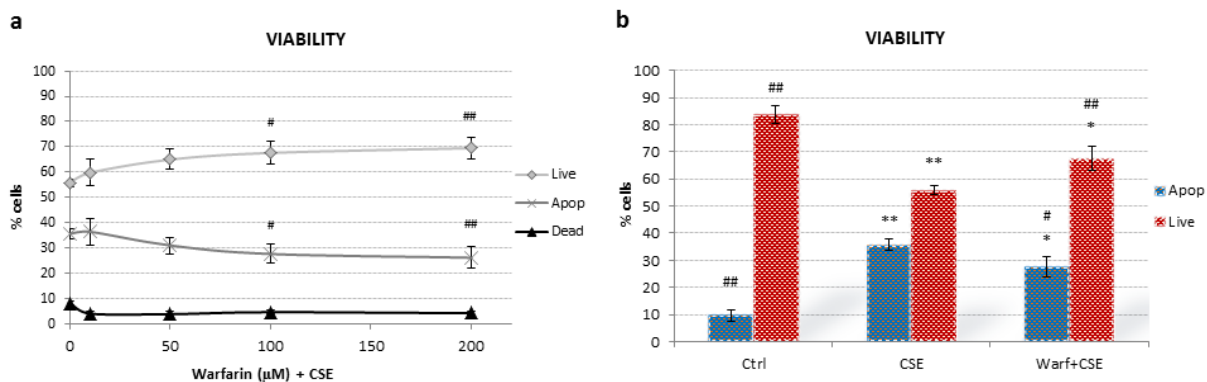 a
VIABILITY
% cells
100
90
80
70
60
50
40
30
20
10
0
# ##
# ##
0 50 100 150 200
Warfarin (µM) + CSE
Live
Apop
Dead
b
VIABILITY
% cells
100
90
80
70
60
50
40
30
20
10
0
## ##
** **
# * ## *
Ctrl CSE Warf+CSE
Apop
Live